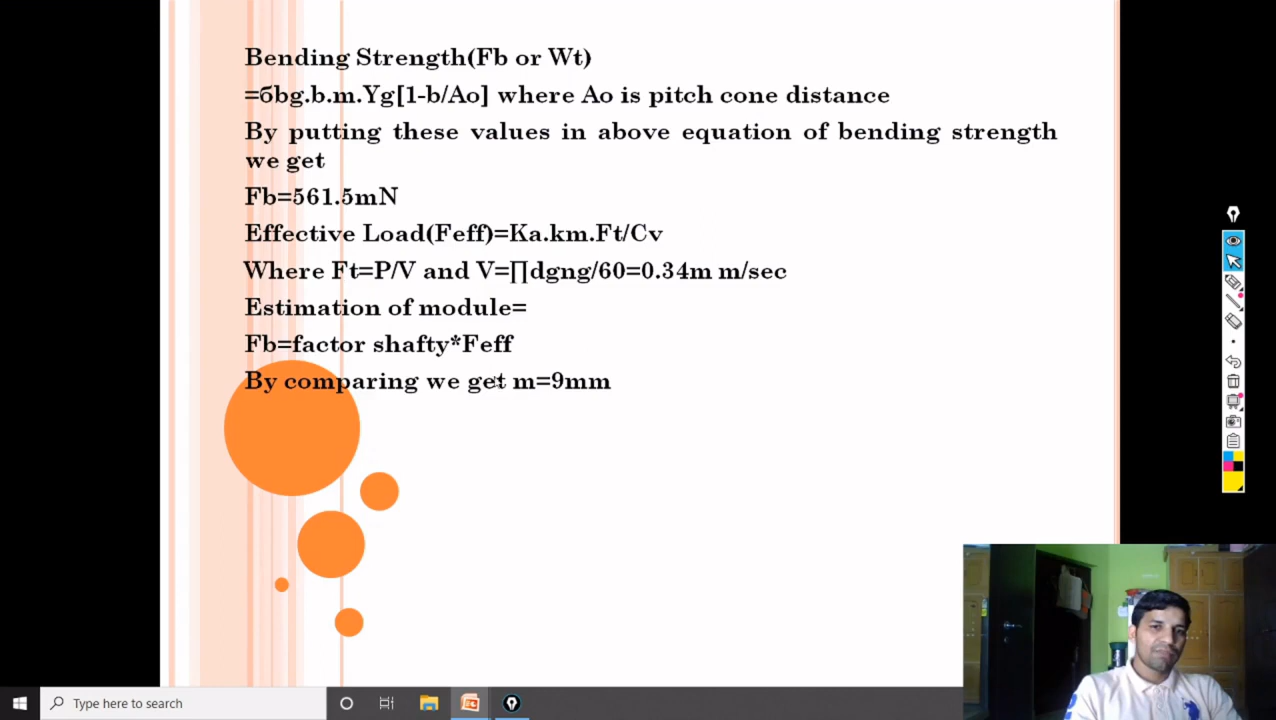 Bending Strength(Fb or Wt)
=бbg.b.m.Yg[1-b/Ao] where Ao is pitch cone distance
By putting these values in above equation of bending strength
we get
Fb=561.5mN
Effective Load(Feff)=Ka.km.Ft/Cv
Where Ft=P/V and V=∏dgng/60=0.34m m/sec
Estimation of module=
Fb=factor shafty*Feff
By comparing we get m=9mm
Type here to search